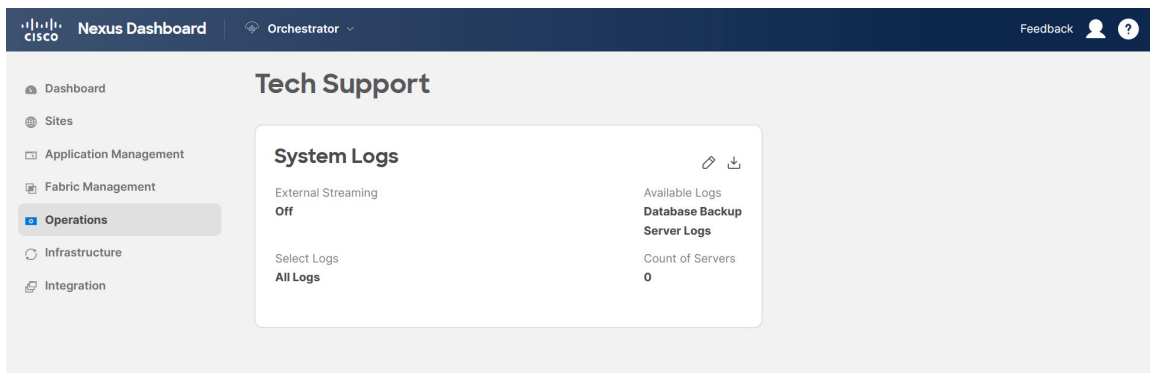 CISCO
Nexus Dashboard
Orchestrator
Feedback
?
Dashboard
Sites
Application Management
Fabric Management
Operations
Infrastructure
Integration
Tech Support
System Logs
External Streaming
Off
Available Logs
Database Backup
Server Logs
Select Logs
All Logs
Count of Servers
0